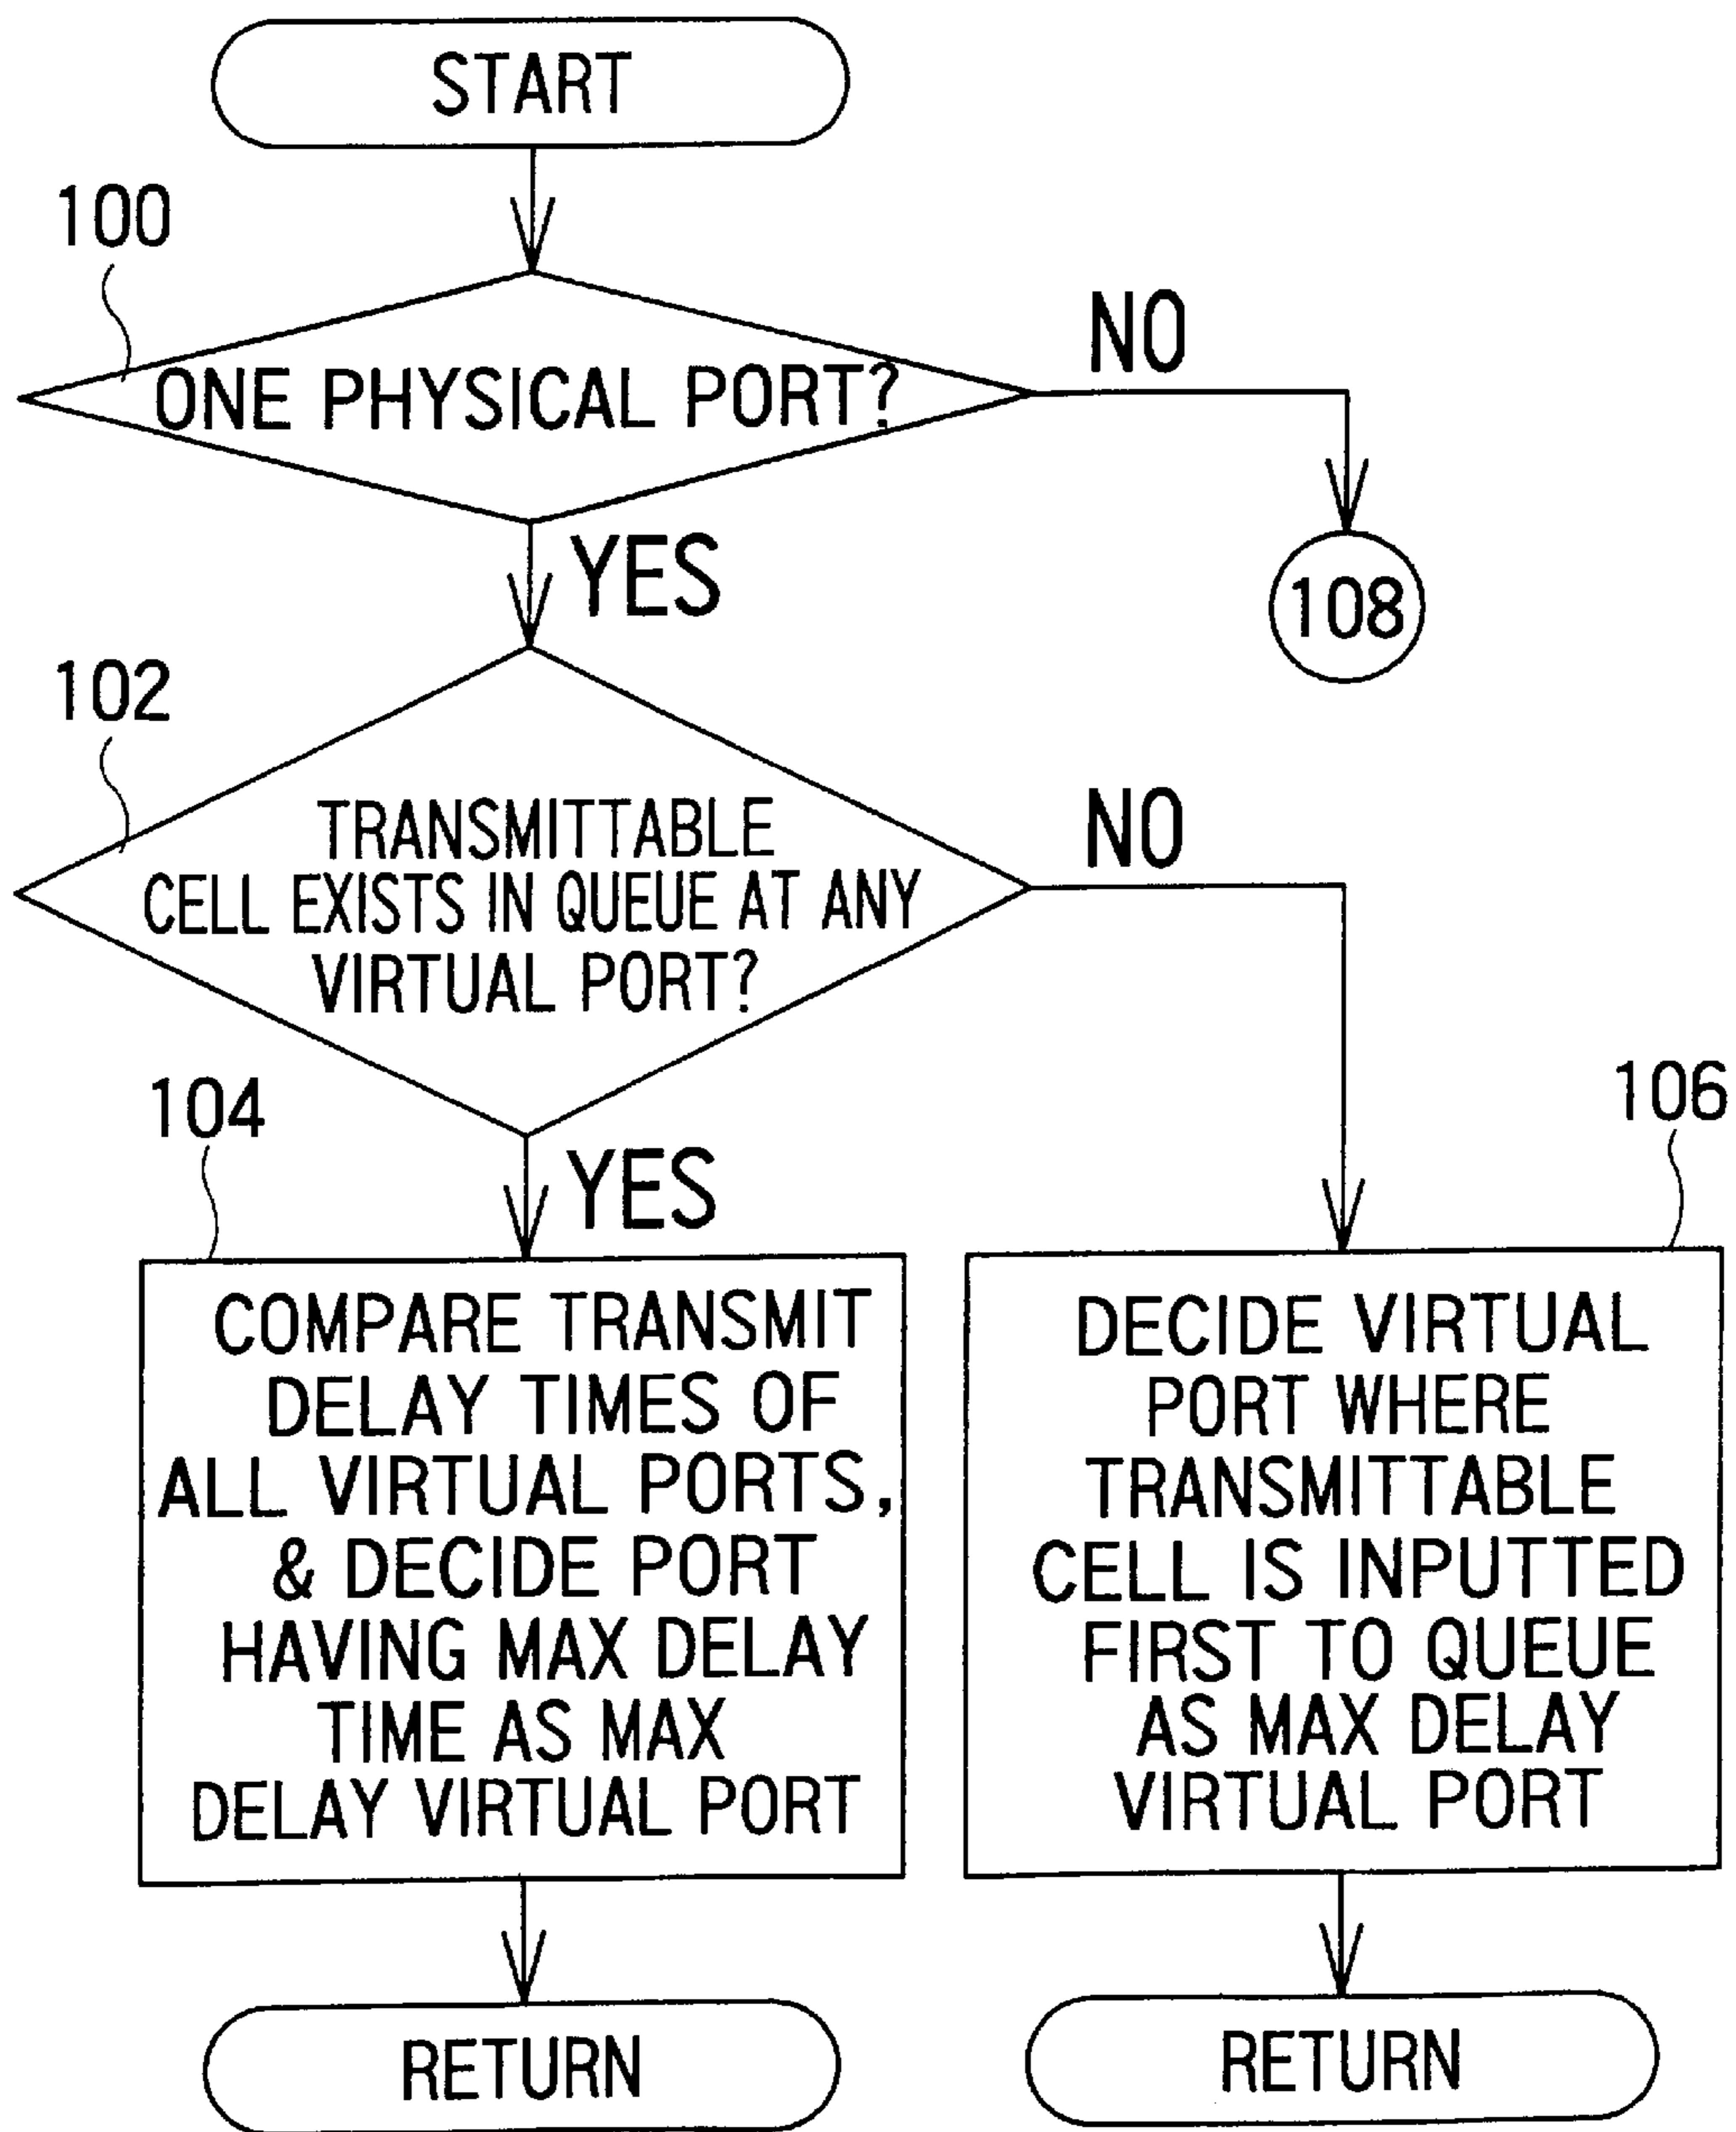 START
100
ONE PHYSICAL PORT?
NO
108
YES
102
TRANSMITTABLE
CELL EXISTS IN QUEUE AT ANY
VIRTUAL PORT?
NO
104
YES
106
COMPARE TRANSMIT
DELAY TIMES OF
ALL VIRTUAL PORTS,
& DECIDE PORT
HAVING MAX DELAY
TIME AS MAX
DELAY VIRTUAL PORT
DECIDE VIRTUAL
PORT WHERE
TRANSMITTABLE
CELL IS INPUTTED
FIRST TO QUEUE
AS MAX DELAY
VIRTUAL PORT
RETURN
RETURN